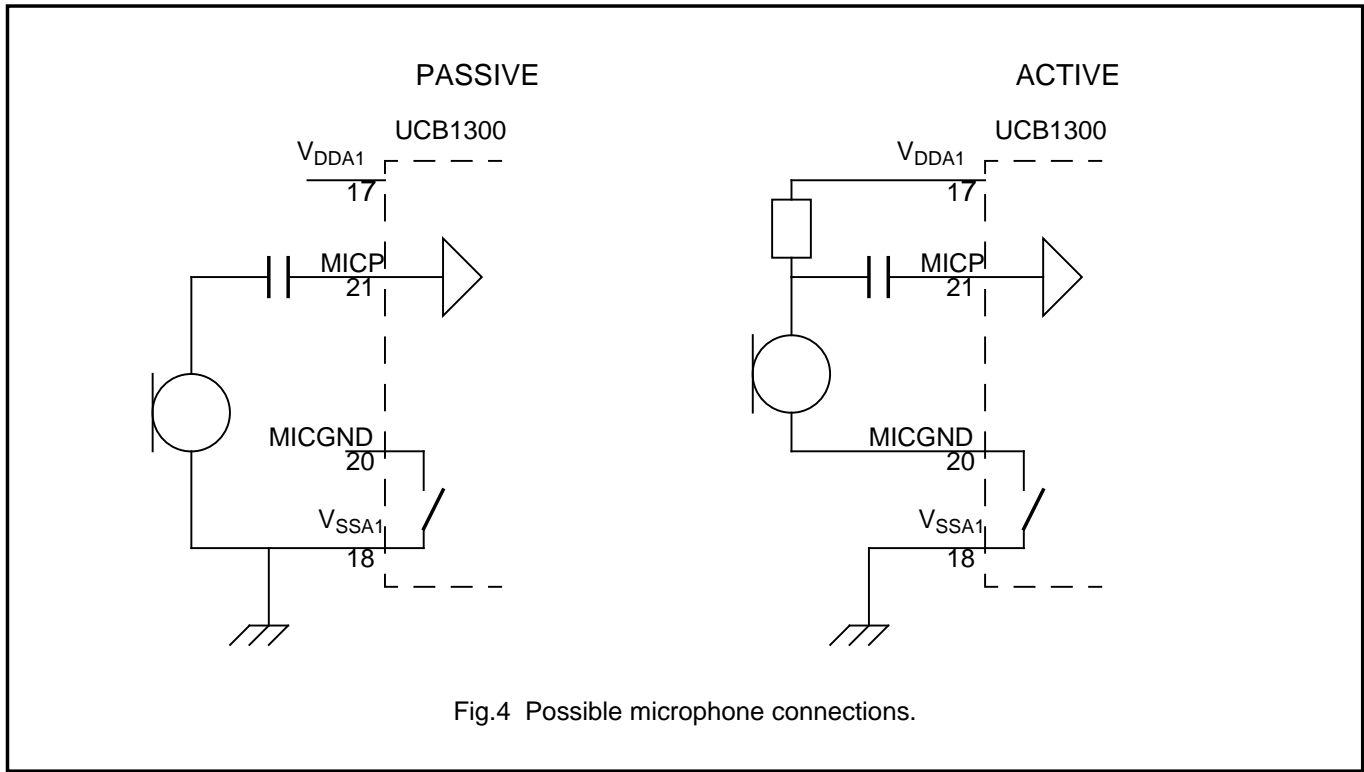 PASSIVE
UCB1300
VDDA1
17
MICP
21
MICGND
20
VSSA1
18
ACTIVE
UCB1300
VDDA1
17
MICP
21
MICGND
20
VSSA1
18
Fig.4 Possible microphone connections.